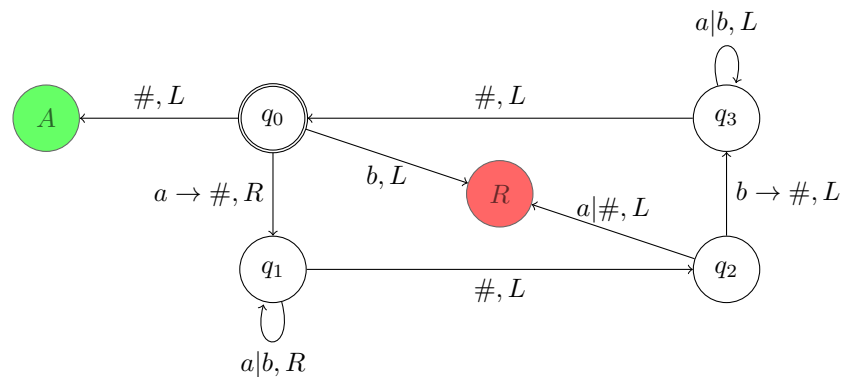 a|b, L
#, L
#, L
A
q0
q3
b, L
R
a → #, R
a|#, L
b → #, L
q1
q2
#, L
a|b, R